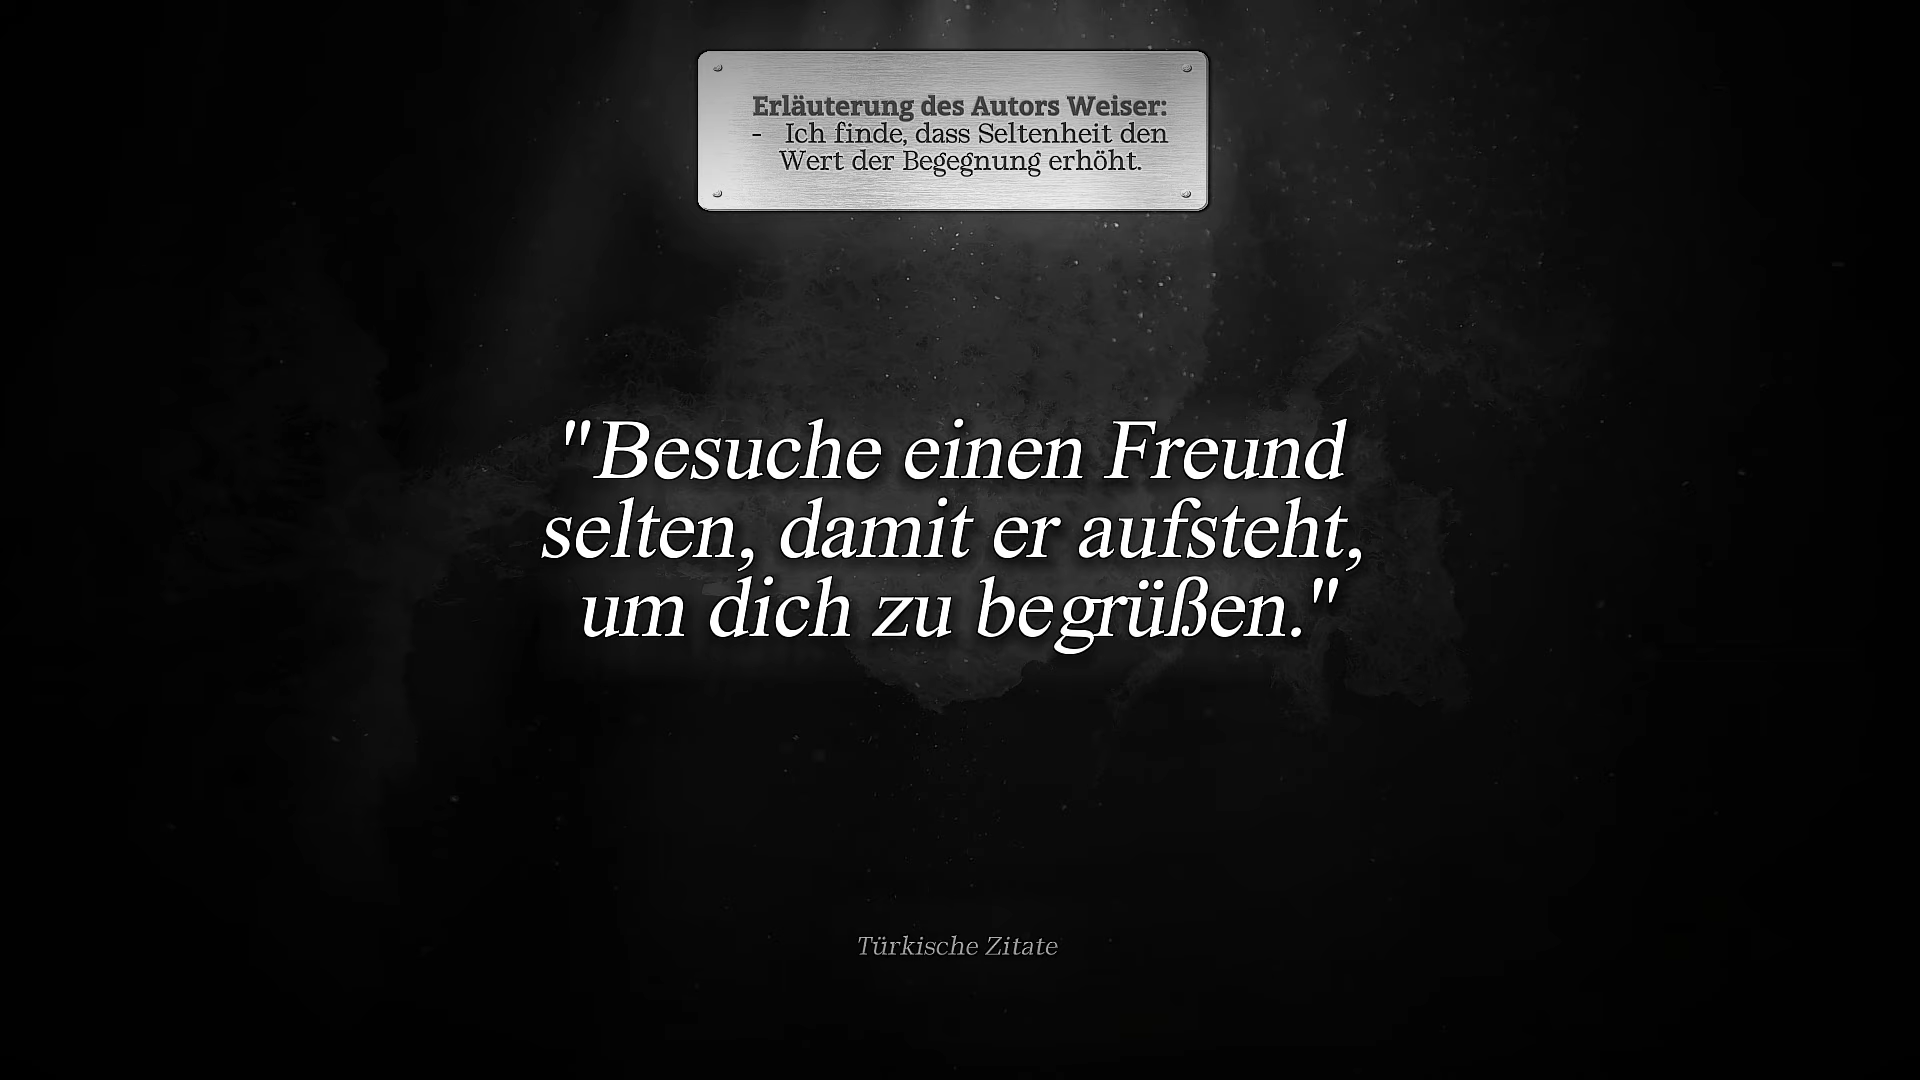 Erläuterung des Autors Weiser:
- Ich finde, dass Seltenheit den
Wert der Begegnung erhöht.
"Besuche einen Freund
selten, damit er aufsteht,
um dich zu begrüßen."
Türkische Zitate